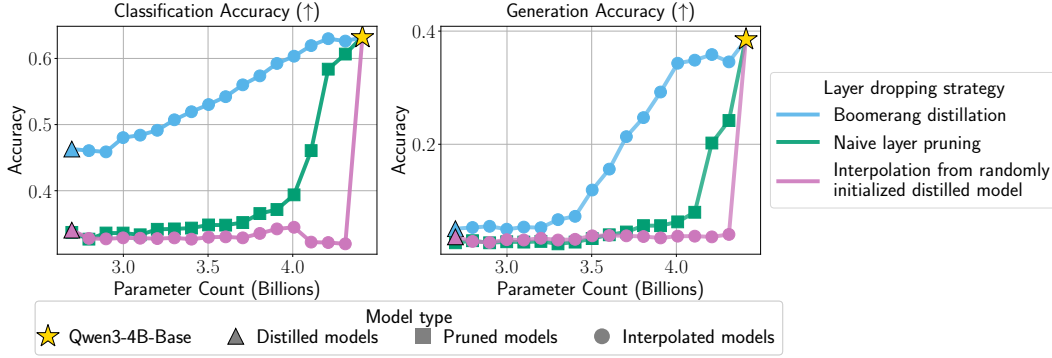 Classification Accuracy (↑)
Accuracy
0.6
0.5
0.4
3.0
3.5
4.0
Parameter Count (Billions)
Generation Accuracy (↑)
Accuracy
0.4
0.2
3.0
3.5
4.0
Parameter Count (Billions)
Layer dropping strategy
Boomerang distillation
Naive layer pruning
Interpolation from randomly
initialized distilled model
Model type
Qwen3-4B-Base
Distilled models
Pruned models
Interpolated models